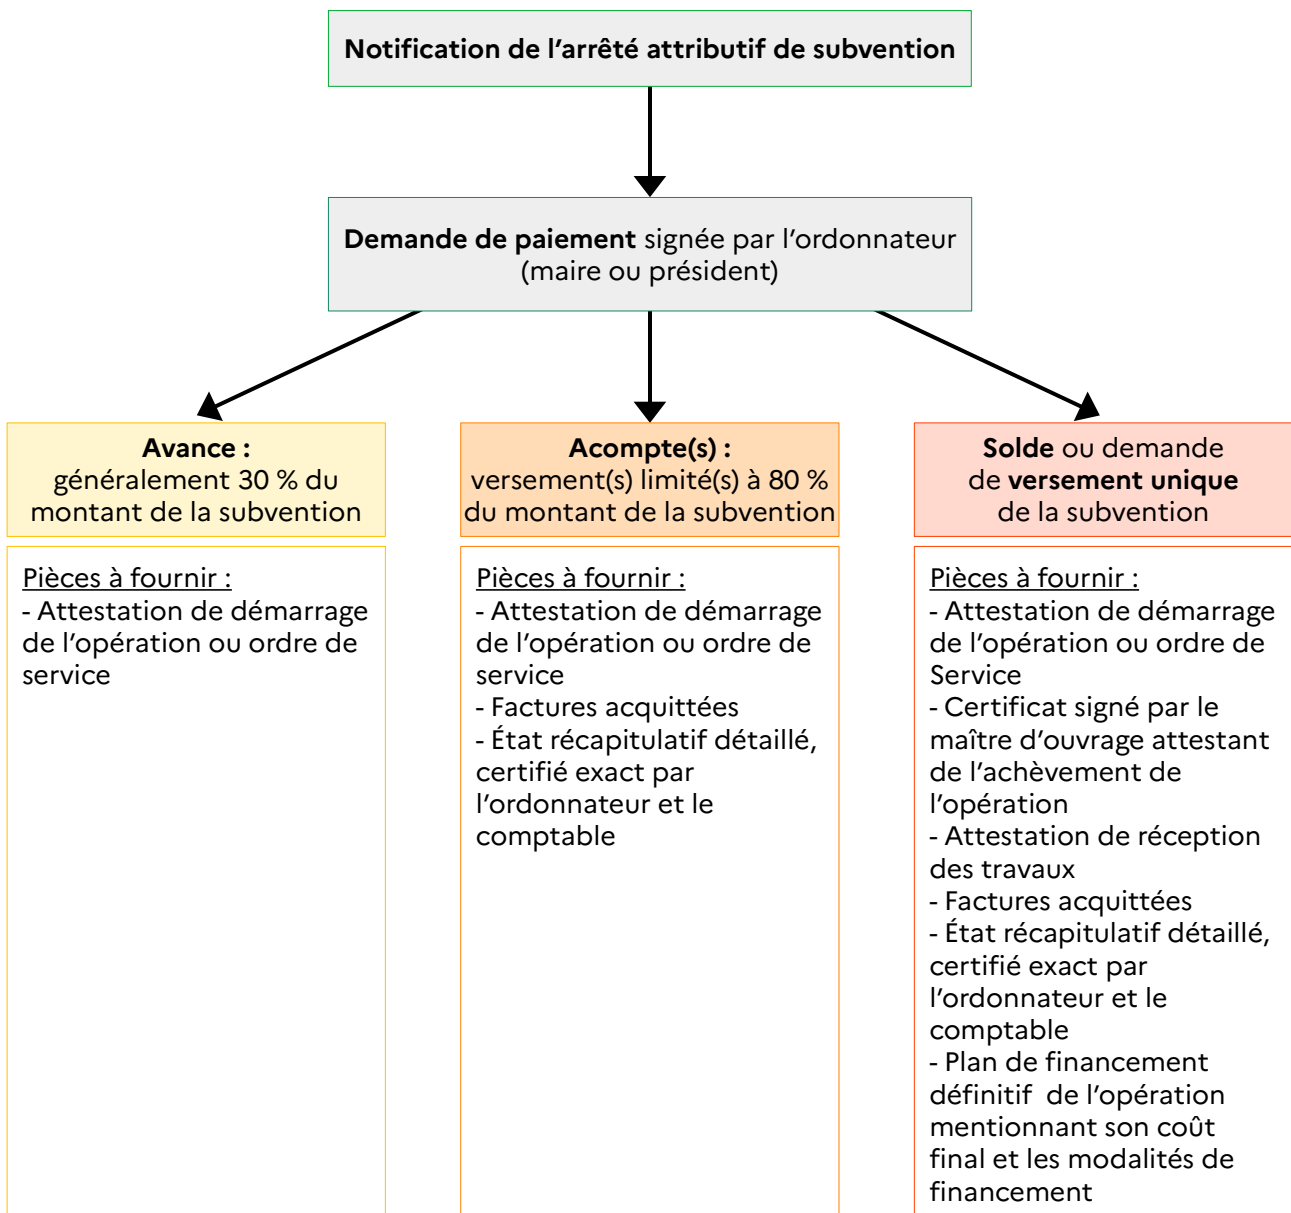 Notification de l’arrêté attributif de subvention
Demande de paiement signée par l’ordonnateur
(maire ou président)
Avance :
généralement 30 % du
montant de la subvention
Pièces à fournir :
- Attestation de démarrage
de l’opération ou ordre de
service
Acompte(s) :
versement(s) limité(s) à 80 %
du montant de la subvention
Pièces à fournir :
- Attestation de démarrage
de l’opération ou ordre de
service
- Factures acquittées
- État récapitulatif détaillé,
certifié exact par
l’ordonnateur et le
comptable
Solde ou demande
de versement unique
de la subvention
Pièces à fournir :
- Attestation de démarrage
de l’opération ou ordre de
Service
- Certificat signé par le
maître d’ouvrage attestant
de l’achèvement de
l’opération
- Attestation de réception
des travaux
- Factures acquittées
- État récapitulatif détaillé,
certifié exact par
l’ordonnateur et le
comptable
- Plan de financement
définitif  de l’opération
mentionnant son coût
final et les modalités de
financement